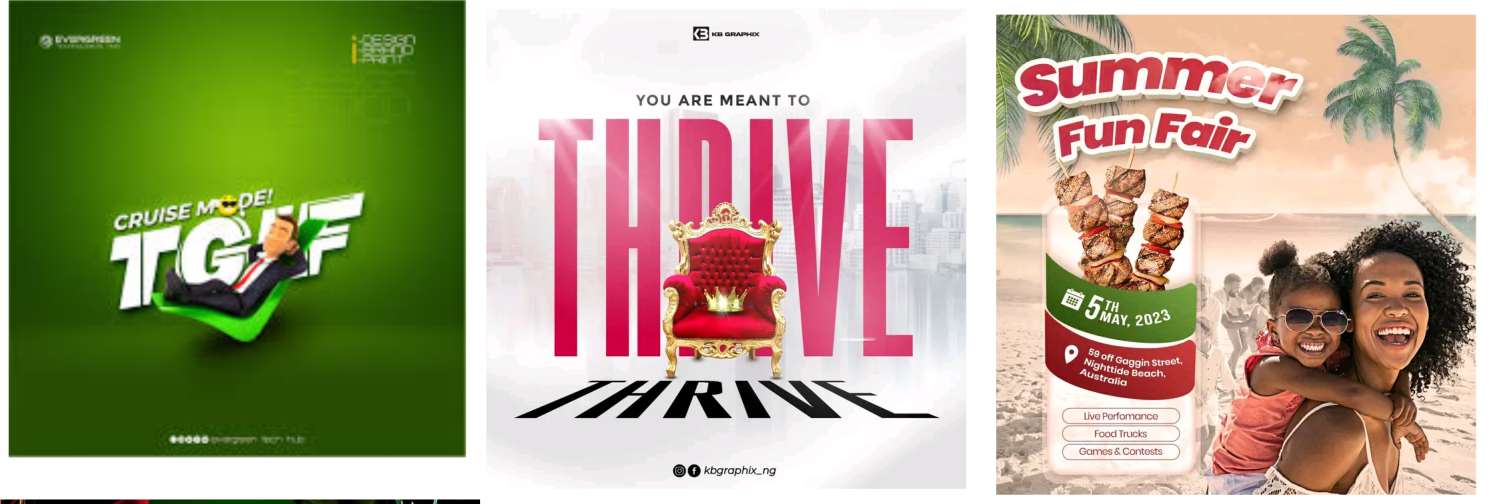 EVERGREEN
TECHNOLOGICAL HUB
i-DESIGN
i-BRAND
i-PRINT
CRUISE MODE!
TGIF
evergreen tech hub
KB GRAPHIX
YOU ARE MEANT TO
THRIVE
THRIVE
kbgraphix_ng
Summer
Fun Fair
5TH
MAY, 2023
59 off Gaggin Street,
Nighttide Beach,
Australia
Live Perfomance
Food Trucks
Games & Contests